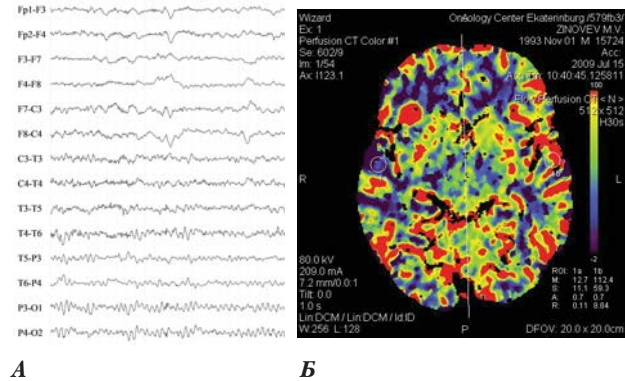 Fp1-F3
Fp2-F4
F3-F7
F4-F8
F7-C3
F8-C4
C3-T3
C4-T4
T3-T5
T4-T6
T5-P3
T6-P4
P3-O1
P4-O2
А
Wizard
Ex: 1
Perfusion CT Color #1
Se: 602/9
Im: 1/54
Ax: I123.1
Center Ekaterinburg /579fb3/
ZINOVEV M.V.
1993 Nov 01 M 15724
Acc:
2009 Jul 15
10:40:45.125811
Perfusion CT < N >
512 x 512
H30s
100
R
L
-2
80.0 kV
209.0 mA
7.2 mm/0.0:1
Tilt: 0.0
1.0 s
Lin:DCM / Lin:DCM / Id:ID
W:256 L:128
P
ROI: 1a 1b
M: 12.7 112.4
S: 11.1 59.3
A: 0.7 0.7
R: 0.11 8.84
DFOV: 20.0 x 20.0cm
Б